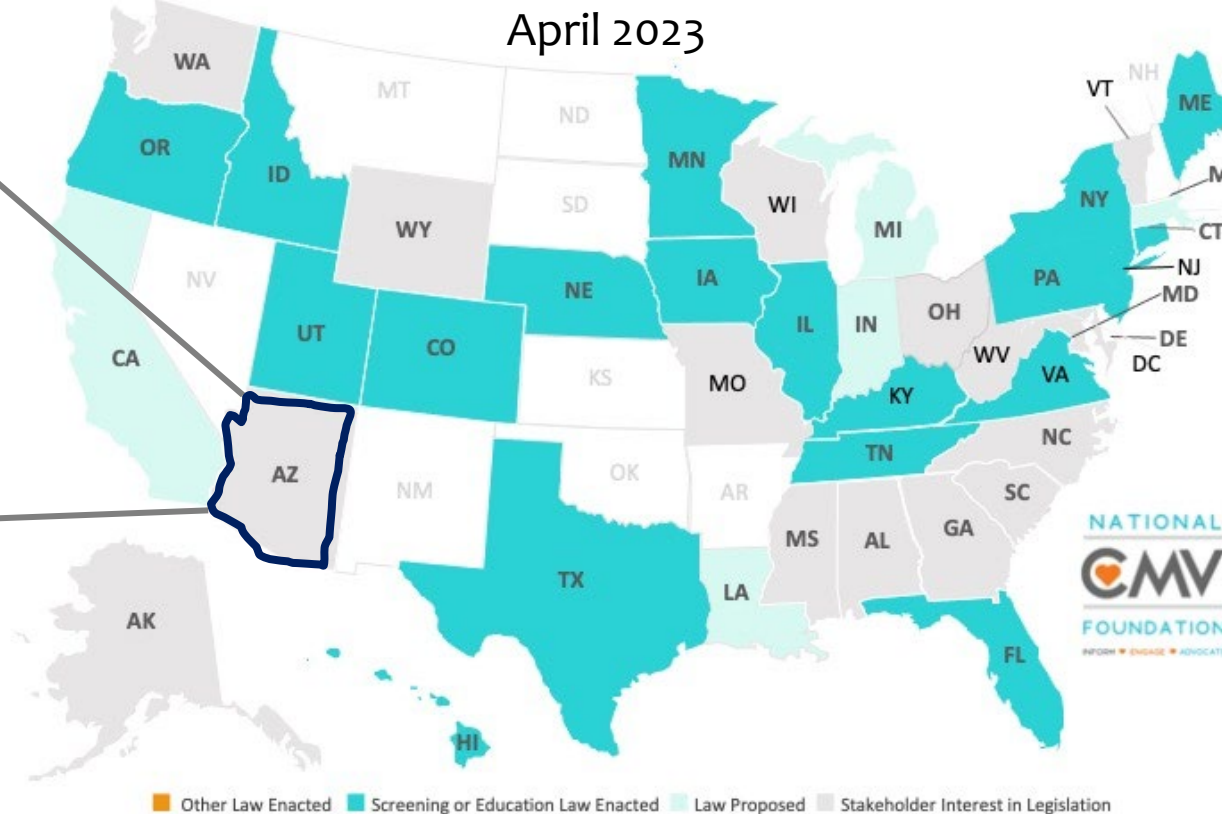 April 2023
WA
MT
ND
MN
VT
NH
ME
OR
ID
SD
WI
MI
NY
M
WY
CT
NV
NE
IA
PA
NJ
MD
UT
CO
IL
IN
OH
WV
DE
DC
CA
KS
MO
KY
VA
NC
TN
AZ
NM
OK
AR
SC
MS
AL
GA
TX
LA
AK
FL
HI
NATIONAL
CMV
FOUNDATION
INFORM ENGAGE ADVOCATE
Other Law Enacted Screening or Education Law Enacted Law Proposed Stakeholder Interest in Legislation